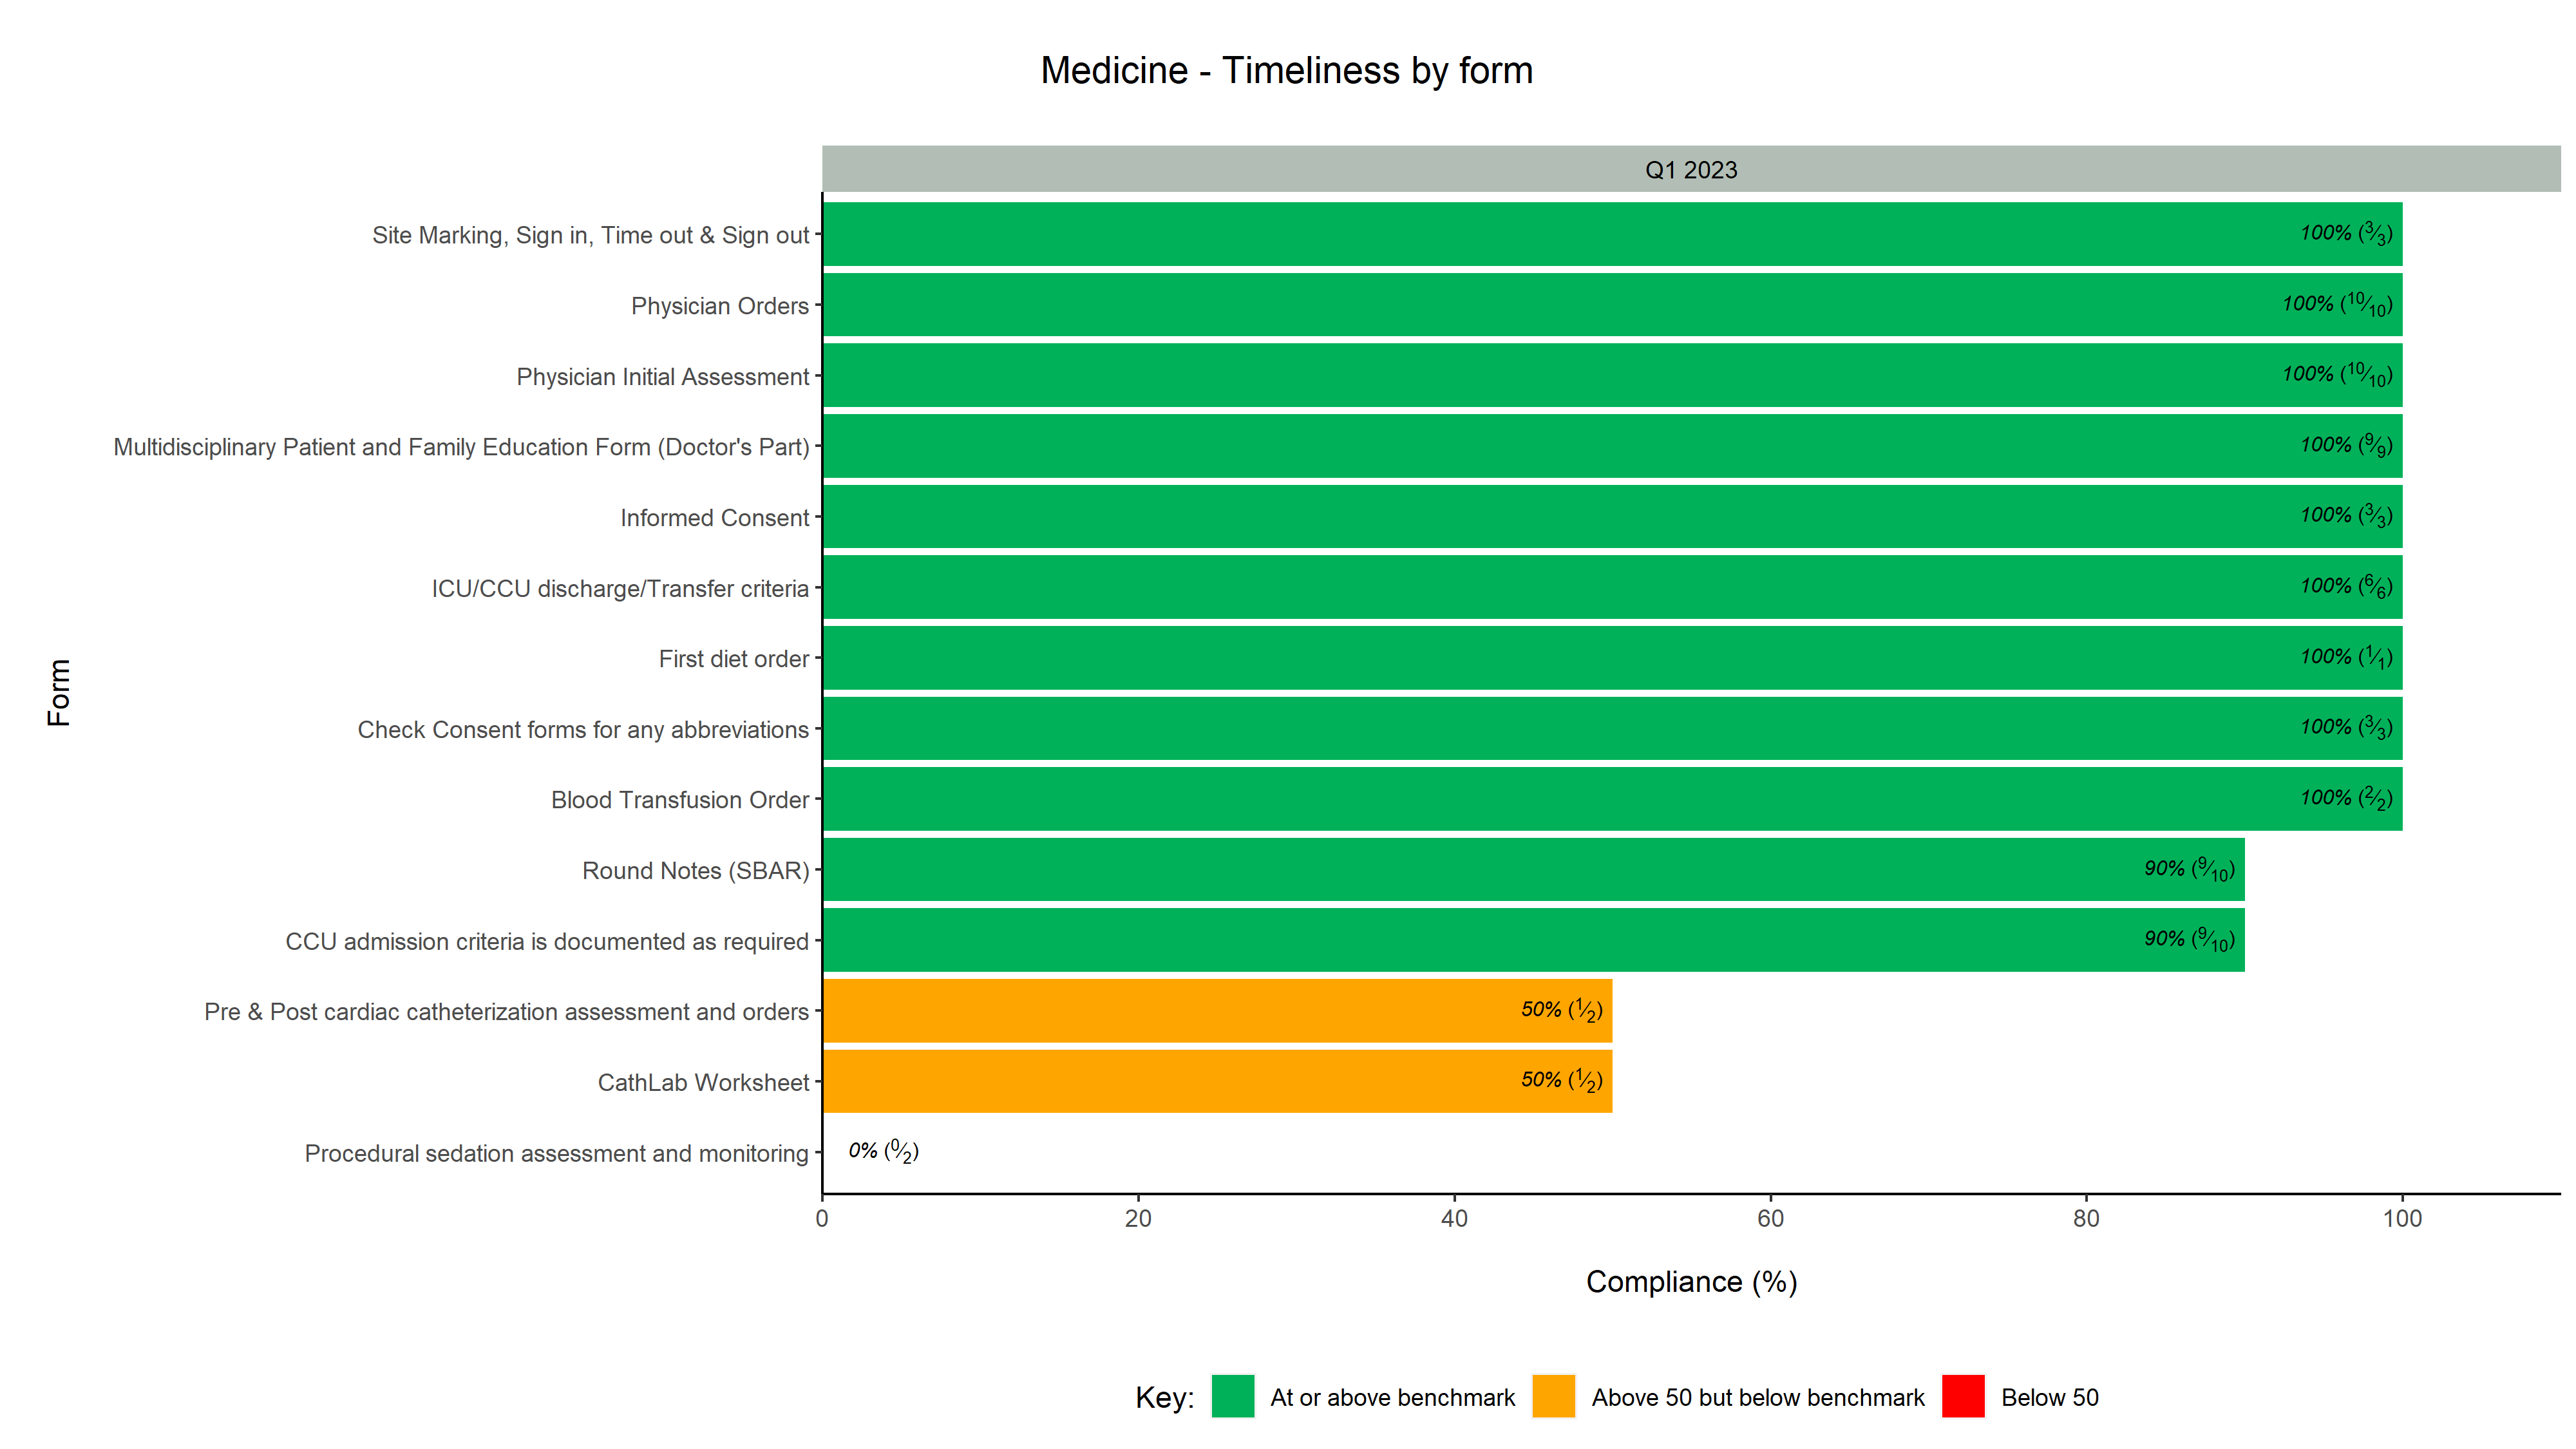 Medicine - Timeliness by form
Q1 2023
Form
Site Marking, Sign in, Time out & Sign out 100% (3⁄3)
Physician Orders 100% (10⁄10)
Physician Initial Assessment 100% (10⁄10)
Multidisciplinary Patient and Family Education Form (Doctor's Part) 100% (9⁄9)
Informed Consent 100% (3⁄3)
ICU/CCU discharge/Transfer criteria 100% (6⁄6)
First diet order 100% (1⁄1)
Check Consent forms for any abbreviations 100% (3⁄3)
Blood Transfusion Order 100% (2⁄2)
Round Notes (SBAR) 90% (9⁄10)
CCU admission criteria is documented as required 90% (9⁄10)
Pre & Post cardiac catheterization assessment and orders 50% (1⁄2)
CathLab Worksheet 50% (1⁄2)
Procedural sedation assessment and monitoring 0% (0⁄2)
0 20 40 60 80 100
Compliance (%)
Key: At or above benchmark Above 50 but below benchmark Below 50